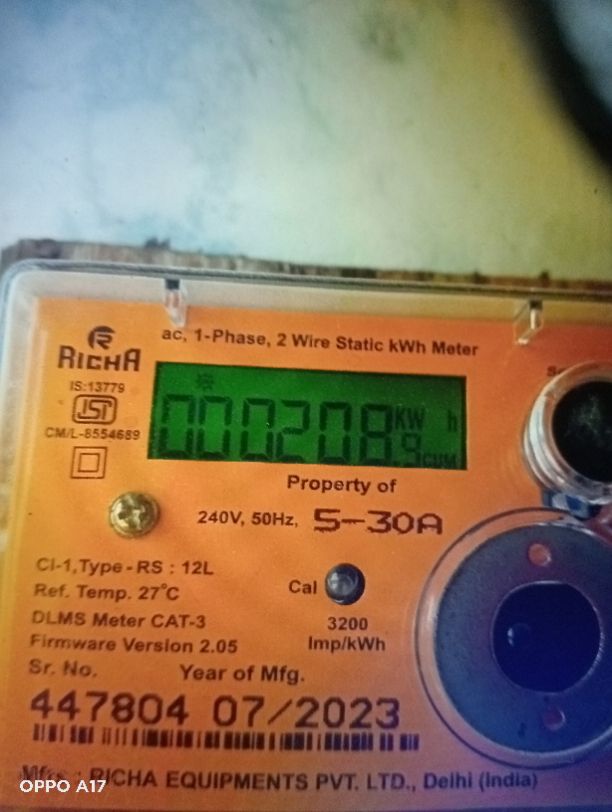 ac, 1-Phase, 2 Wire Static kWh Meter
RICHA
IS:13779
CM/L-8554689
000208.9 KW h
CUM
Property of
240V, 50Hz, 5-30A
Cl-1,Type-RS : 12L
Ref. Temp. 27°C
DLMS Meter CAT-3
Firmware Version 2.05
Cal
3200
Imp/kWh
Sr. No. Year of Mfg.
447804 07/2023
RICHA EQUIPMENTS PVT. LTD., Delhi (India)
OPPO A17